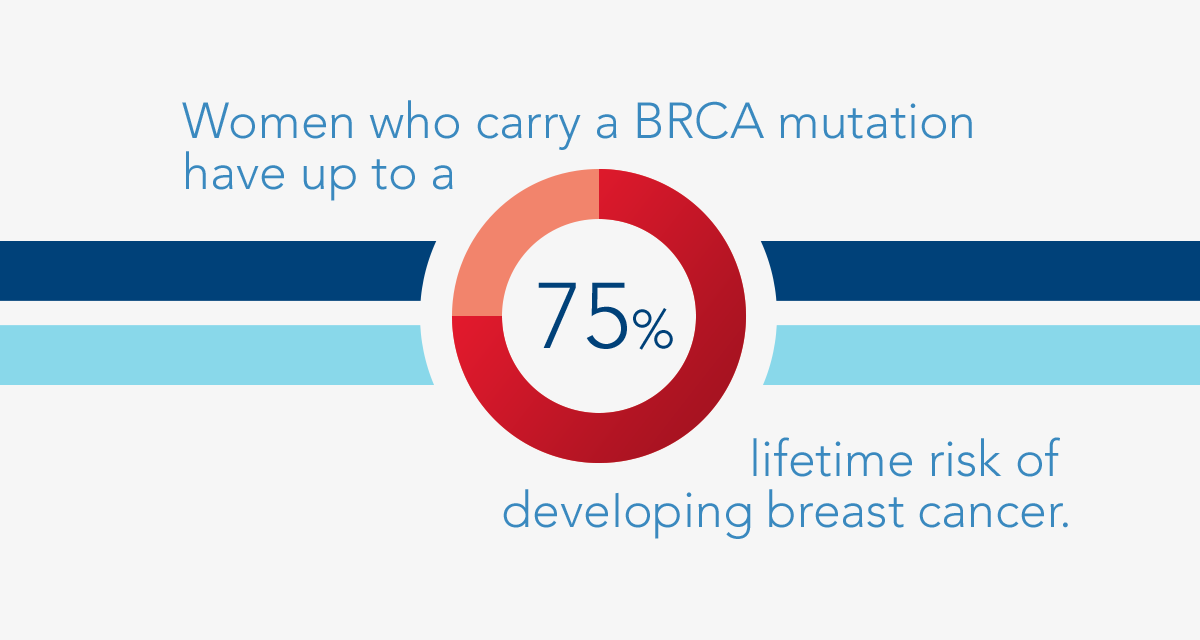 Women who carry a BRCA mutation
have up to a
75%
lifetime risk of
developing breast cancer.